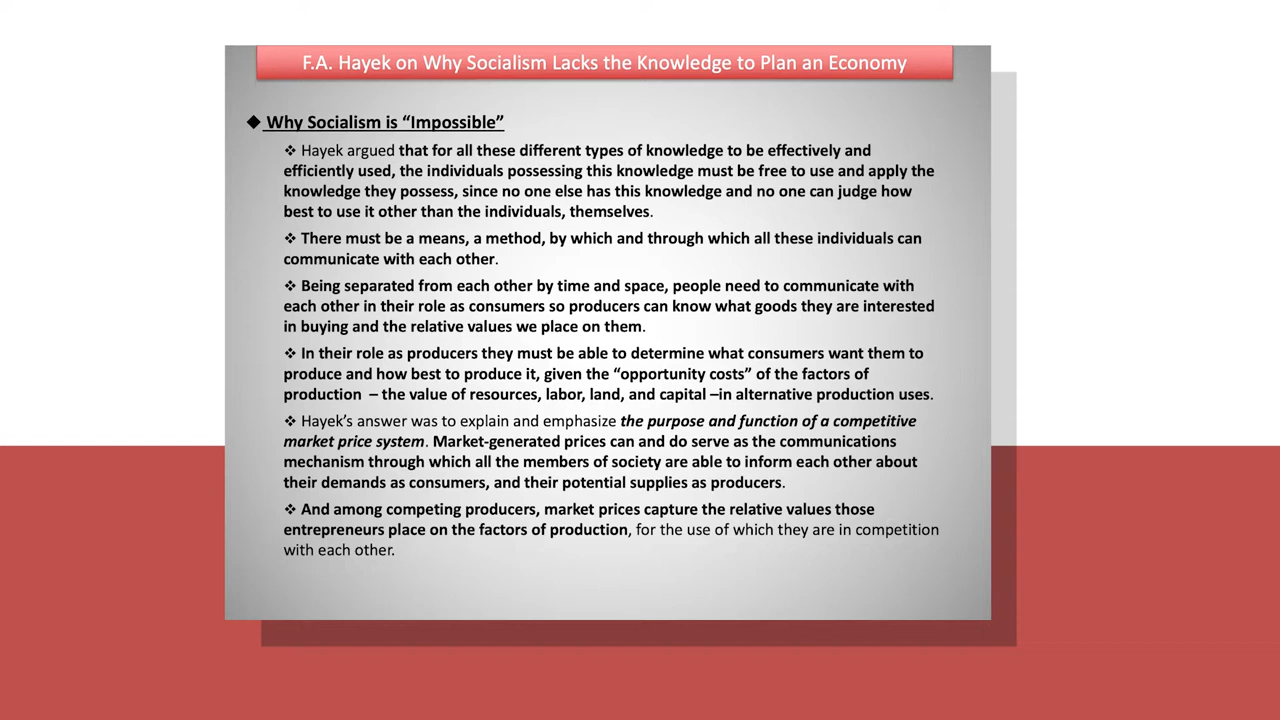 F.A. Hayek on Why Socialism Lacks the Knowledge to Plan an Economy
◆ Why Socialism is “Impossible”
❖ Hayek argued that for all these different types of knowledge to be effectively and
efficiently used, the individuals possessing this knowledge must be free to use and apply the
knowledge they possess, since no one else has this knowledge and no one can judge how
best to use it other than the individuals, themselves.
❖ There must be a means, a method, by which and through which all these individuals can
communicate with each other.
❖ Being separated from each other by time and space, people need to communicate with
each other in their role as consumers so producers can know what goods they are interested
in buying and the relative values we place on them.
❖ In their role as producers they must be able to determine what consumers want them to
produce and how best to produce it, given the “opportunity costs” of the factors of
production – the value of resources, labor, land, and capital –in alternative production uses.
❖ Hayek’s answer was to explain and emphasize the purpose and function of a competitive
market price system. Market-generated prices can and do serve as the communications
mechanism through which all the members of society are able to inform each other about
their demands as consumers, and their potential supplies as producers.
❖ And among competing producers, market prices capture the relative values those
entrepreneurs place on the factors of production, for the use of which they are in competition
with each other.